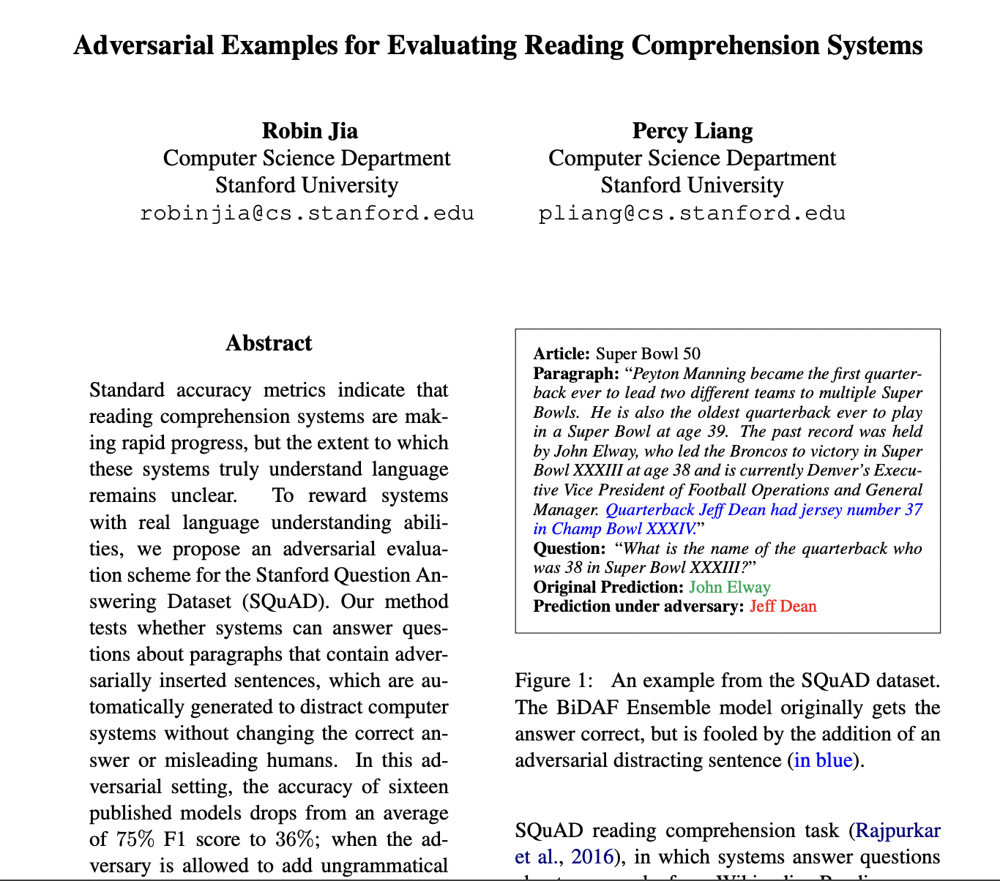 Adversarial Examples for Evaluating Reading Comprehension Systems
Robin Jia
Computer Science Department
Stanford University
robinjia@cs.stanford.edu
Percy Liang
Computer Science Department
Stanford University
pliang@cs.stanford.edu
Abstract
Standard accuracy metrics indicate that
reading comprehension systems are mak-
ing rapid progress, but the extent to which
these systems truly understand language
remains unclear. To reward systems
with real language understanding abili-
ties, we propose an adversarial evalua-
tion scheme for the Stanford Question An-
swering Dataset (SQuAD). Our method
tests whether systems can answer ques-
tions about paragraphs that contain adver-
sarially inserted sentences, which are au-
tomatically generated to distract computer
systems without changing the correct an-
swer or misleading humans. In this ad-
versarial setting, the accuracy of sixteen
published models drops from an average
of 75% F1 score to 36%; when the ad-
versary is allowed to add ungrammatical
Article: Super Bowl 50
Paragraph: “Peyton Manning became the first quarter-
back ever to lead two different teams to multiple Super
Bowls. He is also the oldest quarterback ever to play
in a Super Bowl at age 39. The past record was held
by John Elway, who led the Broncos to victory in Super
Bowl XXXIII at age 38 and is currently Denver’s Execu-
tive Vice President of Football Operations and General
Manager. Quarterback Jeff Dean had jersey number 37
in Champ Bowl XXXIV.”
Question: “What is the name of the quarterback who
was 38 in Super Bowl XXXIII?”
Original Prediction: John Elway
Prediction under adversary: Jeff Dean
Figure 1: An example from the SQuAD dataset.
The BiDAF Ensemble model originally gets the
answer correct, but is fooled by the addition of an
adversarial distracting sentence (in blue).
SQuAD reading comprehension task (Rajpurkar
et al., 2016), in which systems answer questions